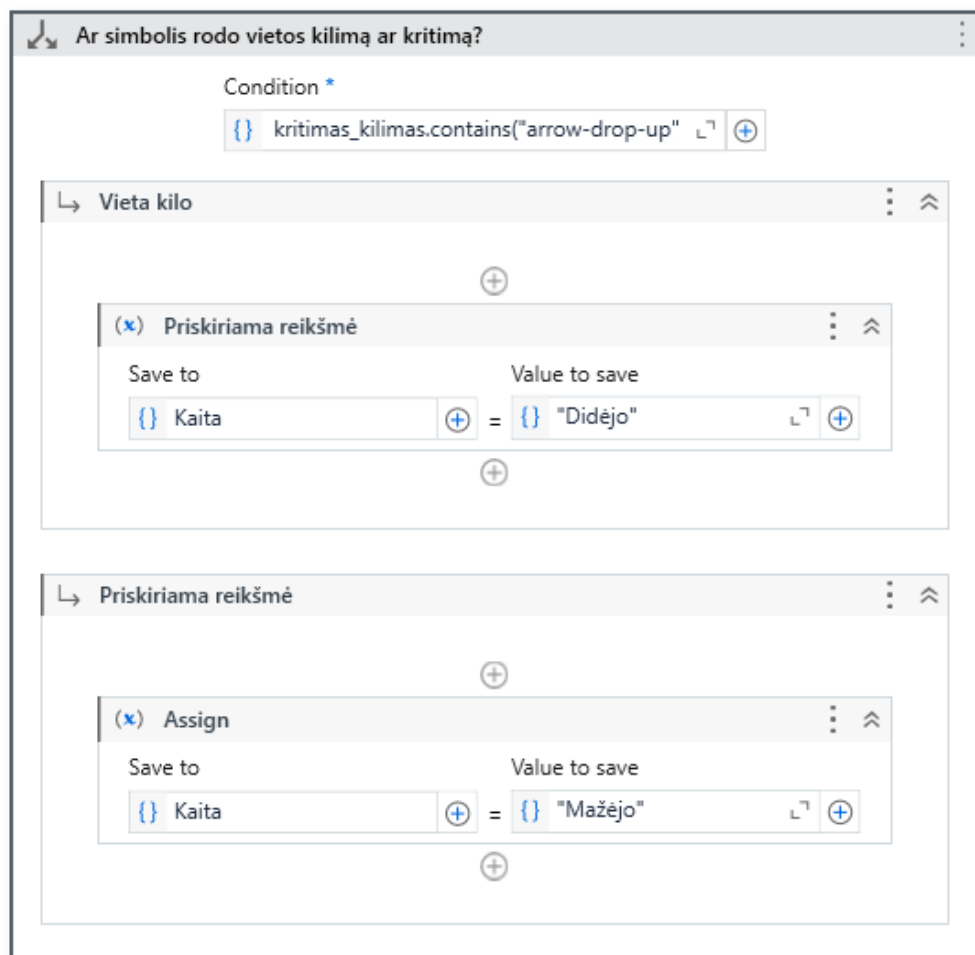 Ar simbolis rodo vietos kilimą ar kritimą?
Condition *
{} kritimas_kilimas.contains("arrow-drop-up"
Vieta kilo
(x) Priskiriama reikšmė
Save to Value to save
{} Kaita = {} "Didėjo"
Priskiriama reikšmė
(x) Assign
Save to Value to save
{} Kaita = {} "Mažėjo"